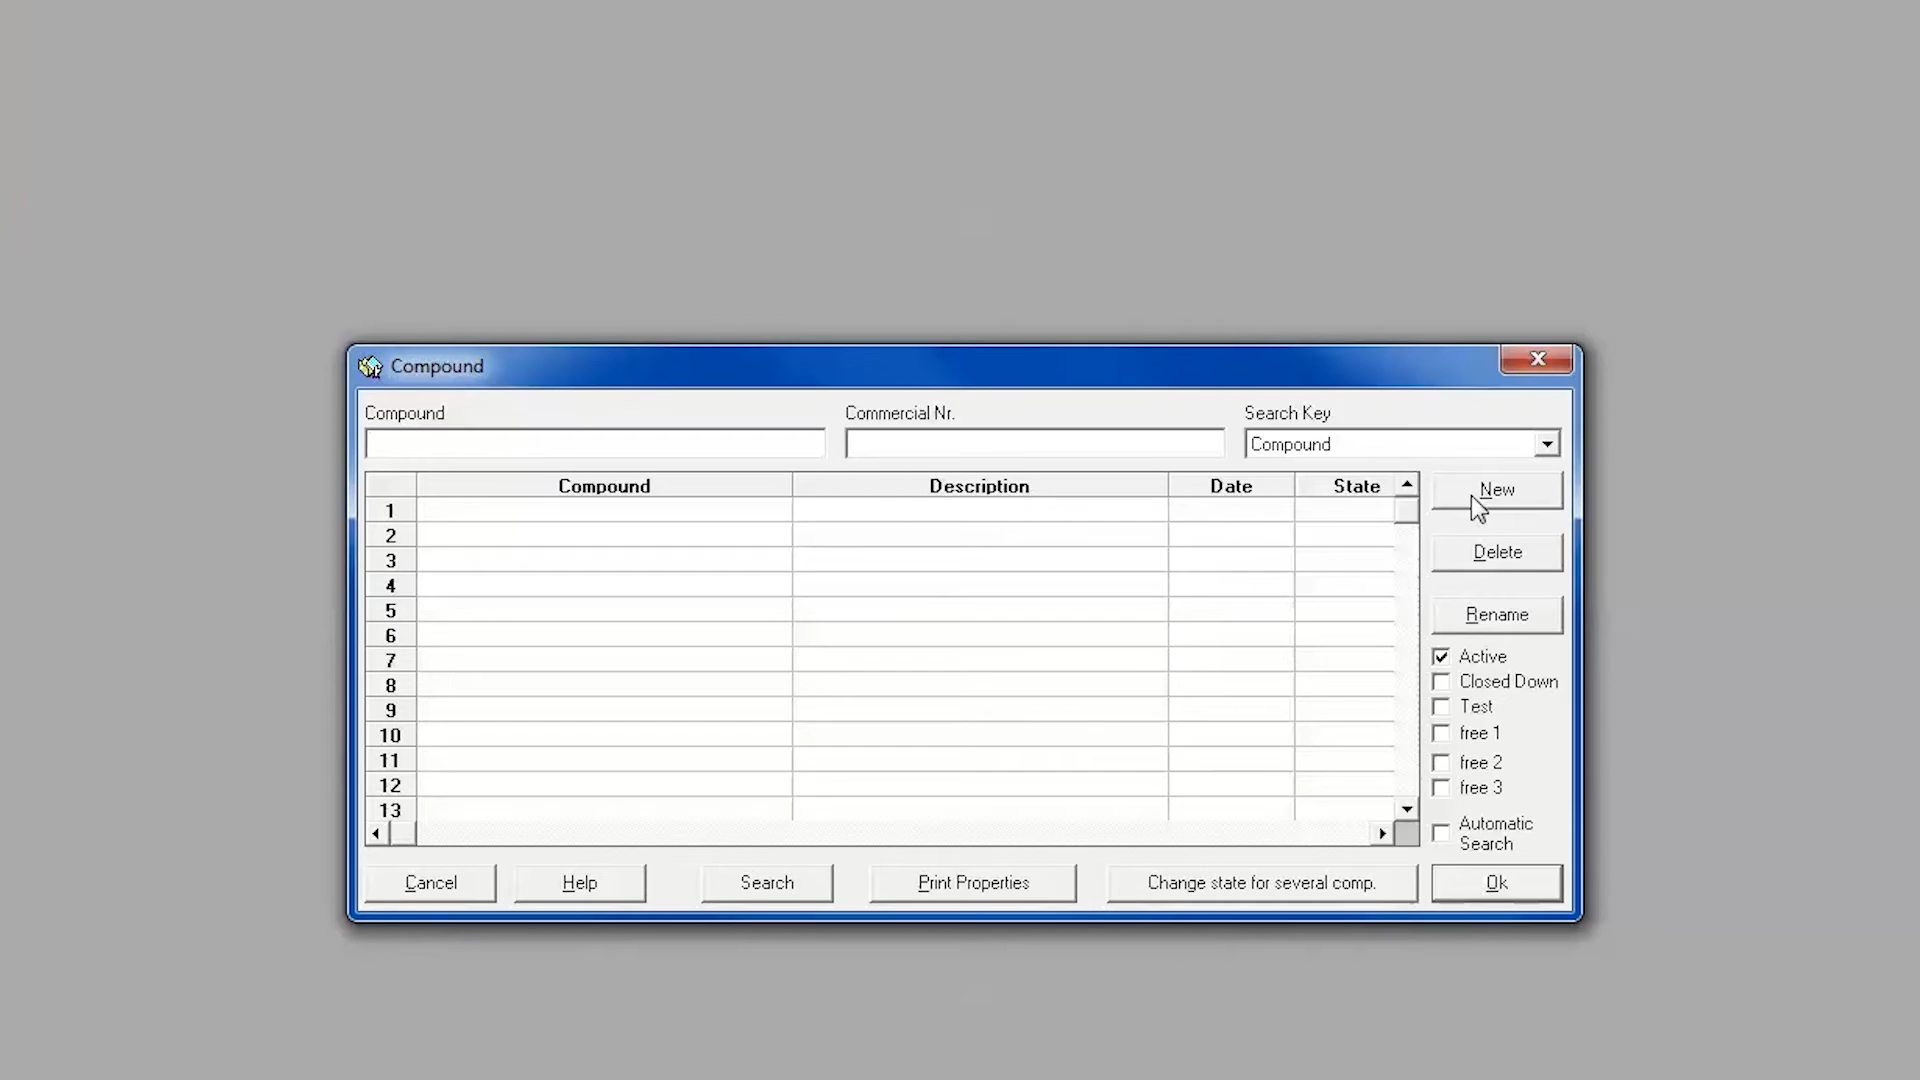 Compound
Compound
Commercial Nr.
Search Key
Compound
Compound
Description
Date
State
New
1
2
3
4
5
6
7
8
9
10
11
12
13
Delete
Rename
Active
Closed Down
Test
free 1
free 2
free 3
Automatic
Search
Cancel
Help
Search
Print Properties
Change state for several comp.
Ok